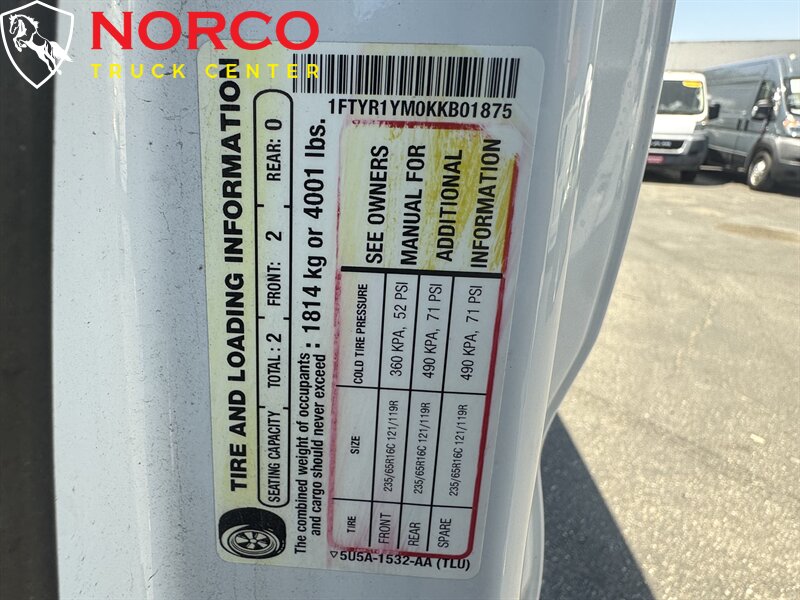 NORCO
TRUCK CENTER
1FTYR1YM0KKB01875
TIRE AND LOADING INFORMATION
SEATING CAPACITY TOTAL : 2 FRONT: 2 REAR: 0
The combined weight of occupants
and cargo should never exceed : 1814 kg or 4001 lbs.
TIRE SIZE COLD TIRE PRESSURE
FRONT 235/65R16C 121/119R 360 KPA, 52 PSI
REAR 235/65R16C 121/119R 490 KPA, 71 PSI
SPARE 235/65R16C 121/119R 490 KPA, 71 PSI
SEE OWNERS
MANUAL FOR
ADDITIONAL
INFORMATION
5U5A-1532-AA (TLU)